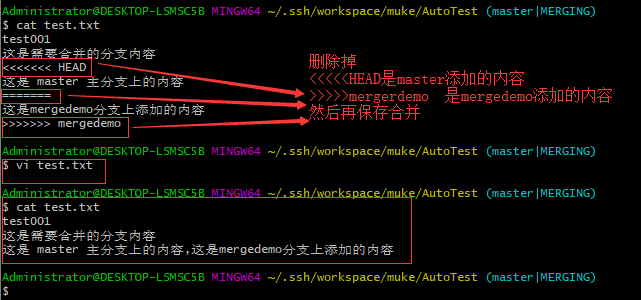 Administrator@DESKTOP-LSMSC5B MINGW64 ~/.ssh/workspace/muke/AutoTest (master|MERGING)
$ cat test.txt
test001
这是需要合并的分支内容
<<<<<<< HEAD
这是 master 主分支上的内容
=======
这是mergedemo分支上添加的内容
>>>>>>> mergedemo
删除掉
<<<<<HEAD是master添加的内容
>>>>>mergerdemo 是mergedemo添加的内容
然后再保存合并
Administrator@DESKTOP-LSMSC5B MINGW64 ~/.ssh/workspace/muke/AutoTest (master|MERGING)
$ vi test.txt
Administrator@DESKTOP-LSMSC5B MINGW64 ~/.ssh/workspace/muke/AutoTest (master|MERGING)
$ cat test.txt
test001
这是需要合并的分支内容
这是 master 主分支上的内容,这是mergedemo分支上添加的内容
Administrator@DESKTOP-LSMSC5B MINGW64 ~/.ssh/workspace/muke/AutoTest (master|MERGING)
$